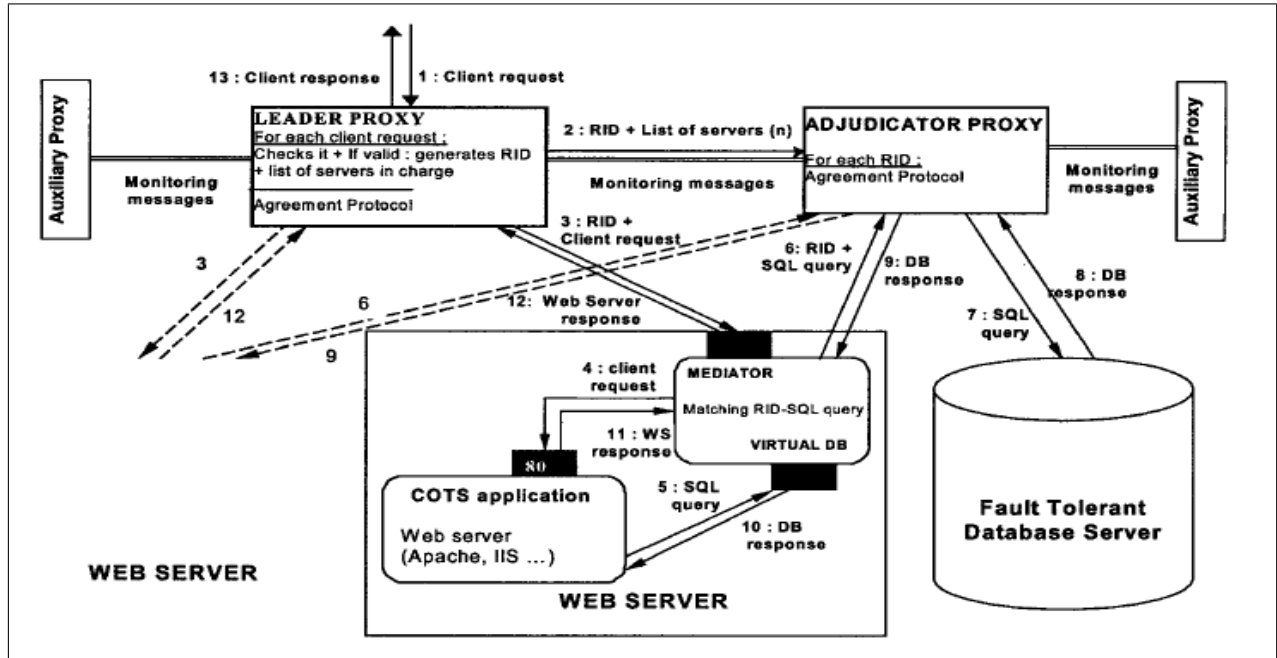 13 : Client response
1 : Client request
Auxiliary Proxy
Monitoring
messages
LEADER PROXY
For each client request :
Checks it + If valid : generates RID
+ list of servers in charge
Agreement Protocol
2 : RID + List of servers (n)
Monitoring messages
ADJUDICATOR PROXY
For each RID :
Agreement Protocol
Monitoring
messages
Auxiliary Proxy
3
12
6
9
3 : RID +
Client request
12: Web Server
response
6: RID +
SQL query
9: DB
response
7 : SQL
query
8 : DB
response
MEDIATOR
Matching RID-SQL query
VIRTUAL DB
4 : client
request
11 : WS
response
80
COTS application
Web server
(Apache, IIS ...)
5 : SQL
query
10 : DB
response
WEB SERVER
WEB SERVER
Fault Tolerant
Database Server